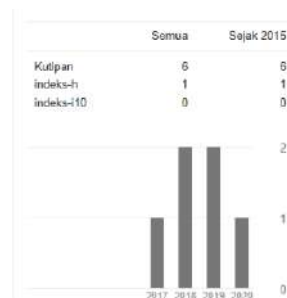 Semua Sejak 2015
Kutipan 6 6
indeks-h 1 1
indeks-i10 0 0
2
1
0
2017 2018 2019 2020